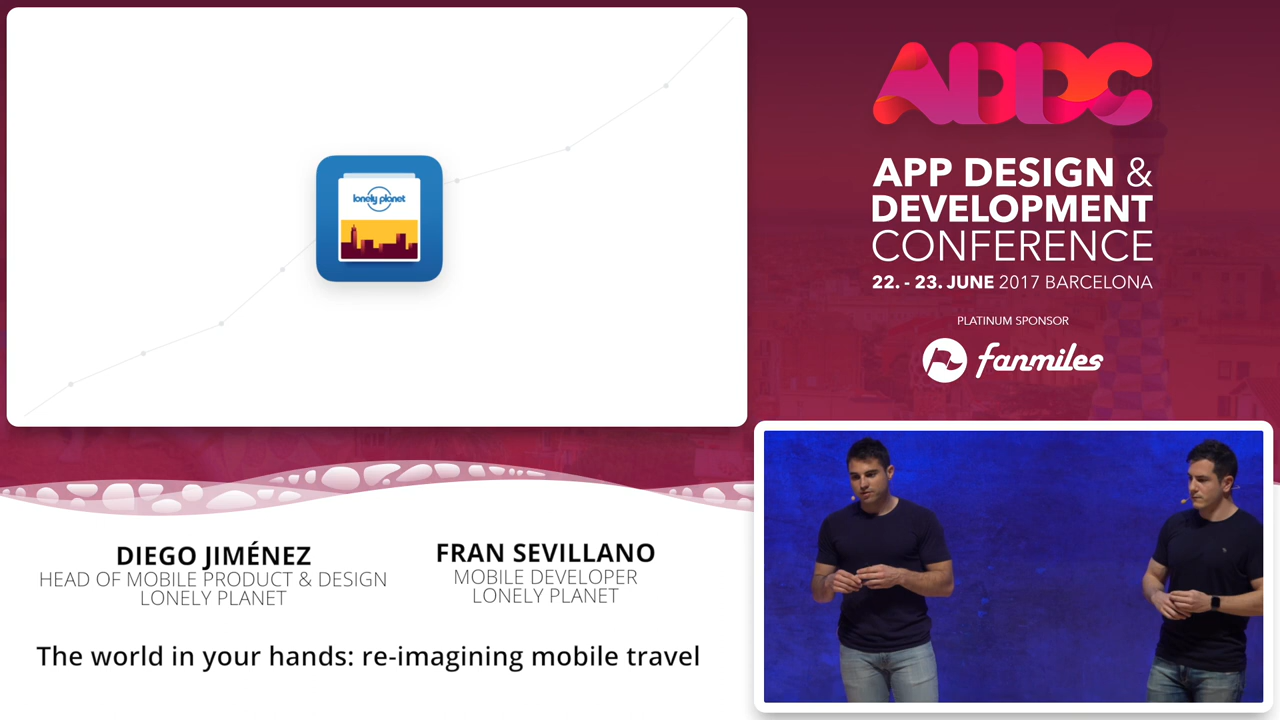 lonely planet
ADDC
APP DESIGN &
DEVELOPMENT
CONFERENCE
22. - 23. JUNE 2017 BARCELONA
PLATINUM SPONSOR
fanmiles
DIEGO JIMÉNEZ
HEAD OF MOBILE PRODUCT & DESIGN
LONELY PLANET
FRAN SEVILLANO
MOBILE DEVELOPER
LONELY PLANET
The world in your hands: re-imagining mobile travel